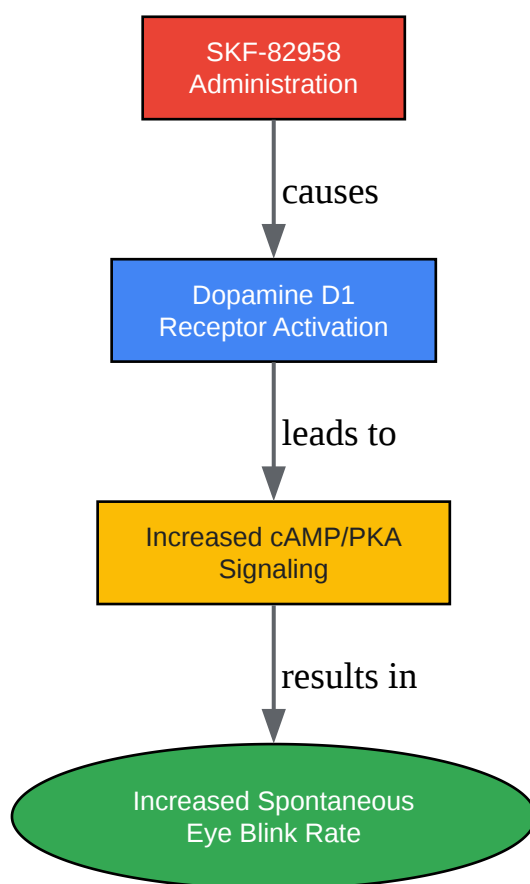 SKF-82958
Administration
causes
Dopamine D1
Receptor Activation
leads to
Increased cAMP/PKA
Signaling
results in
Increased Spontaneous
Eye Blink Rate